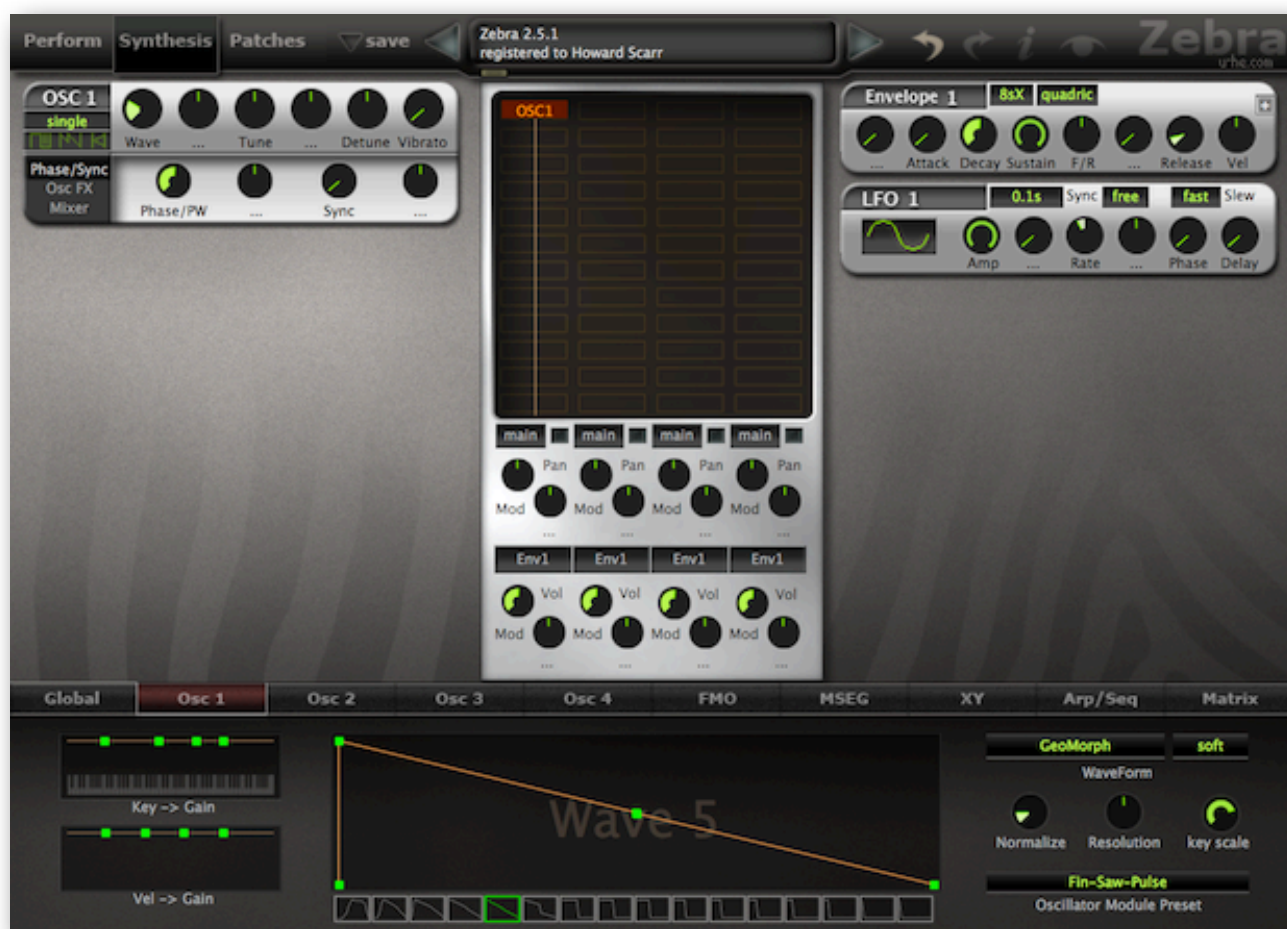 Perform Synthesis Patches save
Zebra 2.5.1
registered to Howard Scarr
Zebra
u-he.com
OSC 1
single
Wave ... Tune ... Detune Vibrato
Phase/Sync
Osc FX
Mixer
Phase/PW ... Sync ...
OSC1
Envelope 1 8sX quadric
... Attack Decay Sustain F/R ... Release Vel
LFO 1 0.1s Sync free fast Slew
Amp ... Rate ... Phase Delay
main main main main
Pan Pan Pan Pan
Mod Mod Mod Mod
... ... ... ...
Env1 Env1 Env1 Env1
Vol Vol Vol Vol
Mod Mod Mod Mod
... ... ... ...
Global Osc 1 Osc 2 Osc 3 Osc 4 FMO MSEG XY Arp/Seq Matrix
Key -> Gain
Vel -> Gain
Wave 5
GeoMorph soft
WaveForm
Normalize Resolution key scale
Fin-Saw-Pulse
Oscillator Module Preset